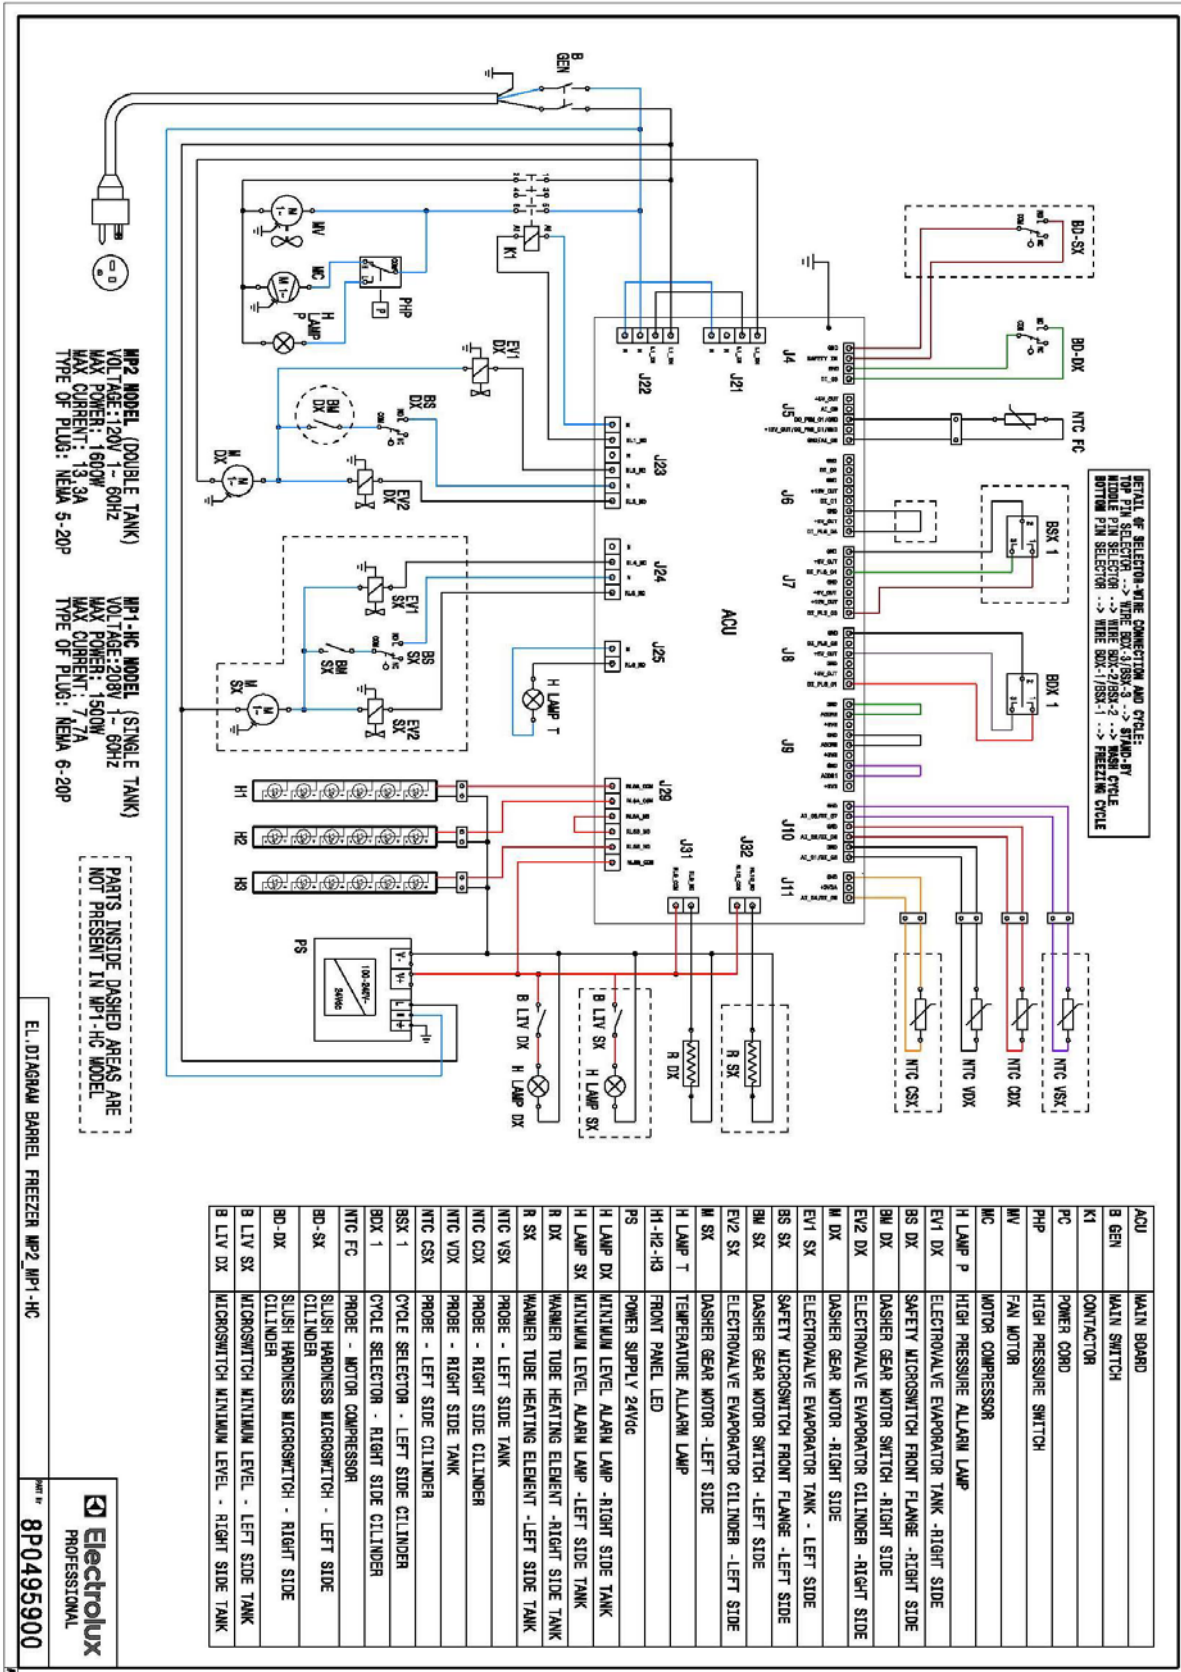 DETAIL OF SELECTOR-WIRE CONNECTION AND CYCLE:
TOP PIN SELECTOR --> WIRE BDX-3/BSX-3 --> STAND-BY
MIDDLE PIN SELECTOR --> WIRE BDX-2/BSX-2 --> WASH CYCLE
BOTTOM PIN SELECTOR --> WIRE BDX-1/BSX-1 --> FREEZING CYCLE
BD-SX
BD-DX
NTC FC
BSX 1
BDX 1
NTC VSX
NTC CDX
NTC VDX
NTC CSX
J4
J5
J6
J7
J8
J9
J10
J11
ACU
J21
J22
J23
J24
J25
J29
J31
J32
B
GEN
K1
MV
MC
PHP
H
LAMP
P
EV1
DX
BS
DX
BM
DX
EV2
DX
M
DX
EV1
SX
BS
SX
BM
SX
EV2
SX
M
SX
H LAMP T
H1
H2
H3
PS
100-240V~
24Vdc
V-
V+
L
N
B LIV DX
H LAMP DX
B LIV SX
H LAMP SX
R DX
R SX
MP2 MODEL (DOUBLE TANK)
VOLTAGE:120V 1~ 60HZ
MAX POWER: 1600W
MAX CURRENT: 13,3A
TYPE OF PLUG: NEMA 5-20P
MP1-HC MODEL (SINGLE TANK)
VOLTAGE:208V 1~ 60HZ
MAX POWER: 1500W
MAX CURRENT: 7,7A
TYPE OF PLUG: NEMA 6-20P
PARTS INSIDE DASHED AREAS ARE
NOT PRESENT IN MP1-HC MODEL
ACU MAIN BOARD
B GEN MAIN SWITCH
K1 CONTACTOR
PC POWER CORD
PHP HIGH PRESSURE SWITCH
MV FAN MOTOR
MC MOTOR COMPRESSOR
H LAMP P HIGH PRESSURE ALLARM LAMP
EV1 DX ELECTROVALVE EVAPORATOR TANK -RIGHT SIDE
BS DX SAFETY MICROSWITCH FRONT FLANGE -RIGHT SIDE
BM DX DASHER GEAR MOTOR SWITCH -RIGHT SIDE
EV2 DX ELECTROVALVE EVAPORATOR CILINDER -RIGHT SIDE
M DX DASHER GEAR MOTOR -RIGHT SIDE
EV1 SX ELECTROVALVE EVAPORATOR TANK - LEFT SIDE
BS SX SAFETY MICROSWITCH FRONT FLANGE -LEFT SIDE
BM SX DASHER GEAR MOTOR SWITCH -LEFT SIDE
EV2 SX ELECTROVALVE EVAPORATOR CILINDER -LEFT SIDE
M SX DASHER GEAR MOTOR -LEFT SIDE
H LAMP T TEMPERATURE ALLARM LAMP
H1-H2-H3 FRONT PANEL LED
PS POWER SUPPLY 24Vdc
H LAMP DX MINIMUM LEVEL ALARM LAMP -RIGHT SIDE TANK
H LAMP SX MINIMUM LEVEL ALARM LAMP -LEFT SIDE TANK
R DX WARMER TUBE HEATING ELEMENT -RIGHT SIDE TANK
R SX WARMER TUBE HEATING ELEMENT -LEFT SIDE TANK
NTC VSX PROBE - LEFT SIDE TANK
NTC CDX PROBE - RIGHT SIDE CILINDER
NTC VDX PROBE - RIGHT SIDE TANK
NTC CSX PROBE - LEFT SIDE CILINDER
BSX 1 CYCLE SELECTOR - LEFT SIDE CILINDER
BDX 1 CYCLE SELECTOR - RIGHT SIDE CILINDER
NTC FC PROBE - MOTOR COMPRESSOR
BD-SX SLUSH HARDNESS MICROSWITCH - LEFT SIDE
CILINDER
BD-DX SLUSH HARDNESS MICROSWITCH - RIGHT SIDE
CILINDER
B LIV SX MICROSWITCH MINIMUM LEVEL - LEFT SIDE TANK
B LIV DX MICROSWITCH MINIMUM LEVEL - RIGHT SIDE TANK
EL.DIAGRAM BARREL FREEZER MP2_MP1-HC
Electrolux
PROFESSIONAL
PART Nr
8P0495900